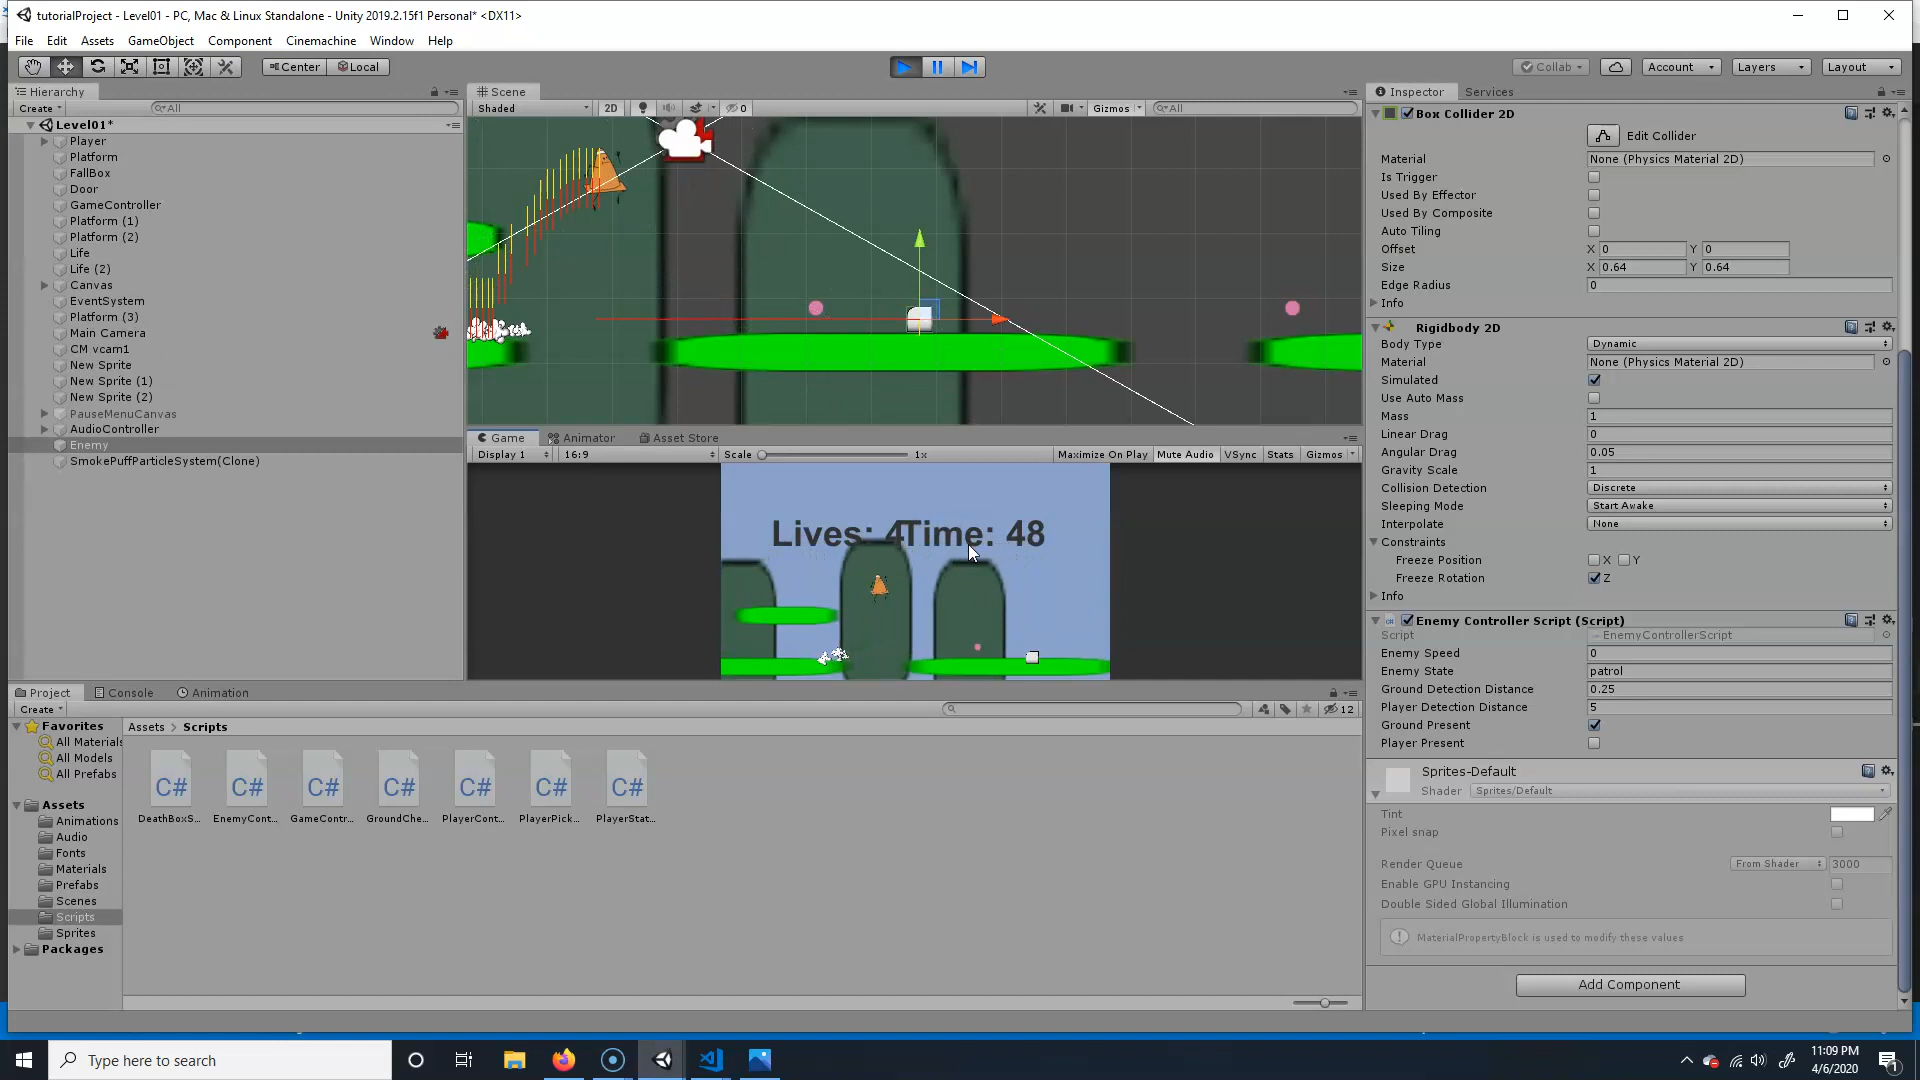 tutorialProject - Level01 - PC, Mac & Linux Standalone - Unity 2019.2.15f1 Personal* <DX11>
File Edit Assets GameObject Component Cinemachine Window Help
Center Local Collab Account Layers Layout
Hierarchy
Create All
Level01*
Player
Platform
FallBox
Door
GameController
Platform (1)
Platform (2)
Life
Life (2)
Canvas
EventSystem
Platform (3)
Main Camera
CM vcam1
New Sprite
New Sprite (1)
New Sprite (2)
PauseMenuCanvas
AudioController
Enemy
SmokePuffParticleSystem(Clone)
Scene
Shaded 2D 0 Gizmos All
Game Animator Asset Store
Display 1 16:9 Scale 1x Maximize On Play Mute Audio VSync Stats Gizmos
Lives: 4 Time: 48
Inspector Services
Box Collider 2D
Edit Collider
Material None (Physics Material 2D)
Is Trigger
Used By Effector
Used By Composite
Auto Tiling
Offset X 0 Y 0
Size X 0.64 Y 0.64
Edge Radius 0
Info
Rigidbody 2D
Body Type Dynamic
Material None (Physics Material 2D)
Simulated
Use Auto Mass
Mass 1
Linear Drag 0
Angular Drag 0.05
Gravity Scale 1
Collision Detection Discrete
Sleeping Mode Start Awake
Interpolate None
Constraints
Freeze Position X Y
Freeze Rotation Z
Info
Enemy Controller Script (Script)
Script EnemyControllerScript
Enemy Speed 0
Enemy State patrol
Ground Detection Distance 0.25
Player Detection Distance 5
Ground Present
Player Present
Sprites-Default
Shader Sprites/Default
Tint
Pixel snap
Render Queue From Shader 3000
Enable GPU Instancing
Double Sided Global Illumination
MaterialPropertyBlock is used to modify these values
Add Component
Project Console Animation
Create 12
Favorites
All Materials
All Models
All Prefabs
Assets
Animations
Audio
Fonts
Materials
Prefabs
Scenes
Scripts
Sprites
Packages
Assets > Scripts
C# C# C# C# C# C# C#
DeathBoxS... EnemyCont... GameContr... GroundChe... PlayerCont... PlayerPick... PlayerStat...
Type here to search
11:09 PM
4/6/2020
1